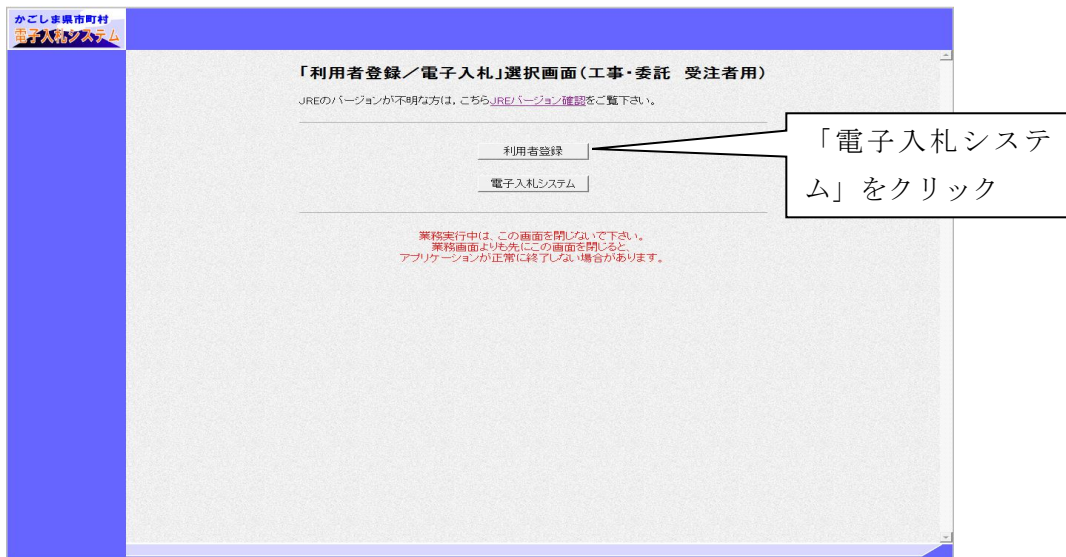 かごしま県市町村
電子入札システム
「利用者登録／電子入札」選択画面(工事・委託　受注者用)
JREのバージョンが不明な方は，こちらJREバージョン確認をご覧下さい。
利用者登録
電子入札システム
「電子入札システ
ム」をクリック
業務実行中は、この画面を閉じないで下さい。
業務画面よりも先にこの画面を閉じると、
アプリケーションが正常に終了しない場合があります。